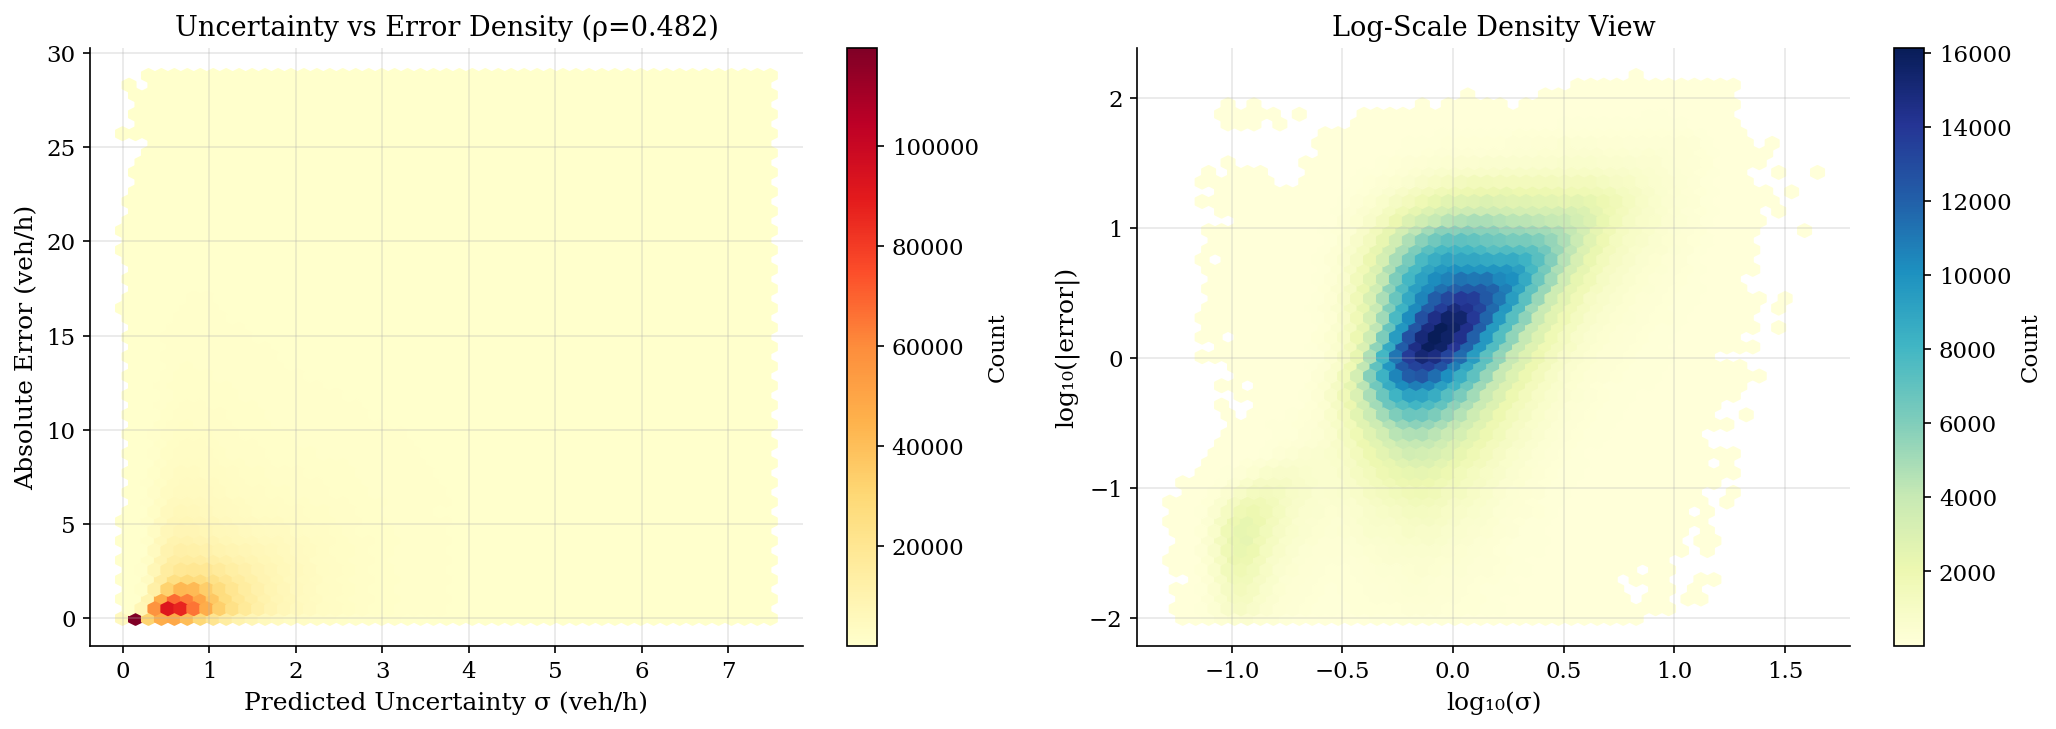 Uncertainty vs Error Density (ρ=0.482)
30
25
20
15
10
5
0
Absolute Error (veh/h)
0 1 2 3 4 5 6 7
Predicted Uncertainty σ (veh/h)
100000
80000
60000
40000
20000
Count
Log-Scale Density View
2
1
0
−1
−2
log₁₀(|error|)
−1.0 −0.5 0.0 0.5 1.0 1.5
log₁₀(σ)
16000
14000
12000
10000
8000
6000
4000
2000
Count